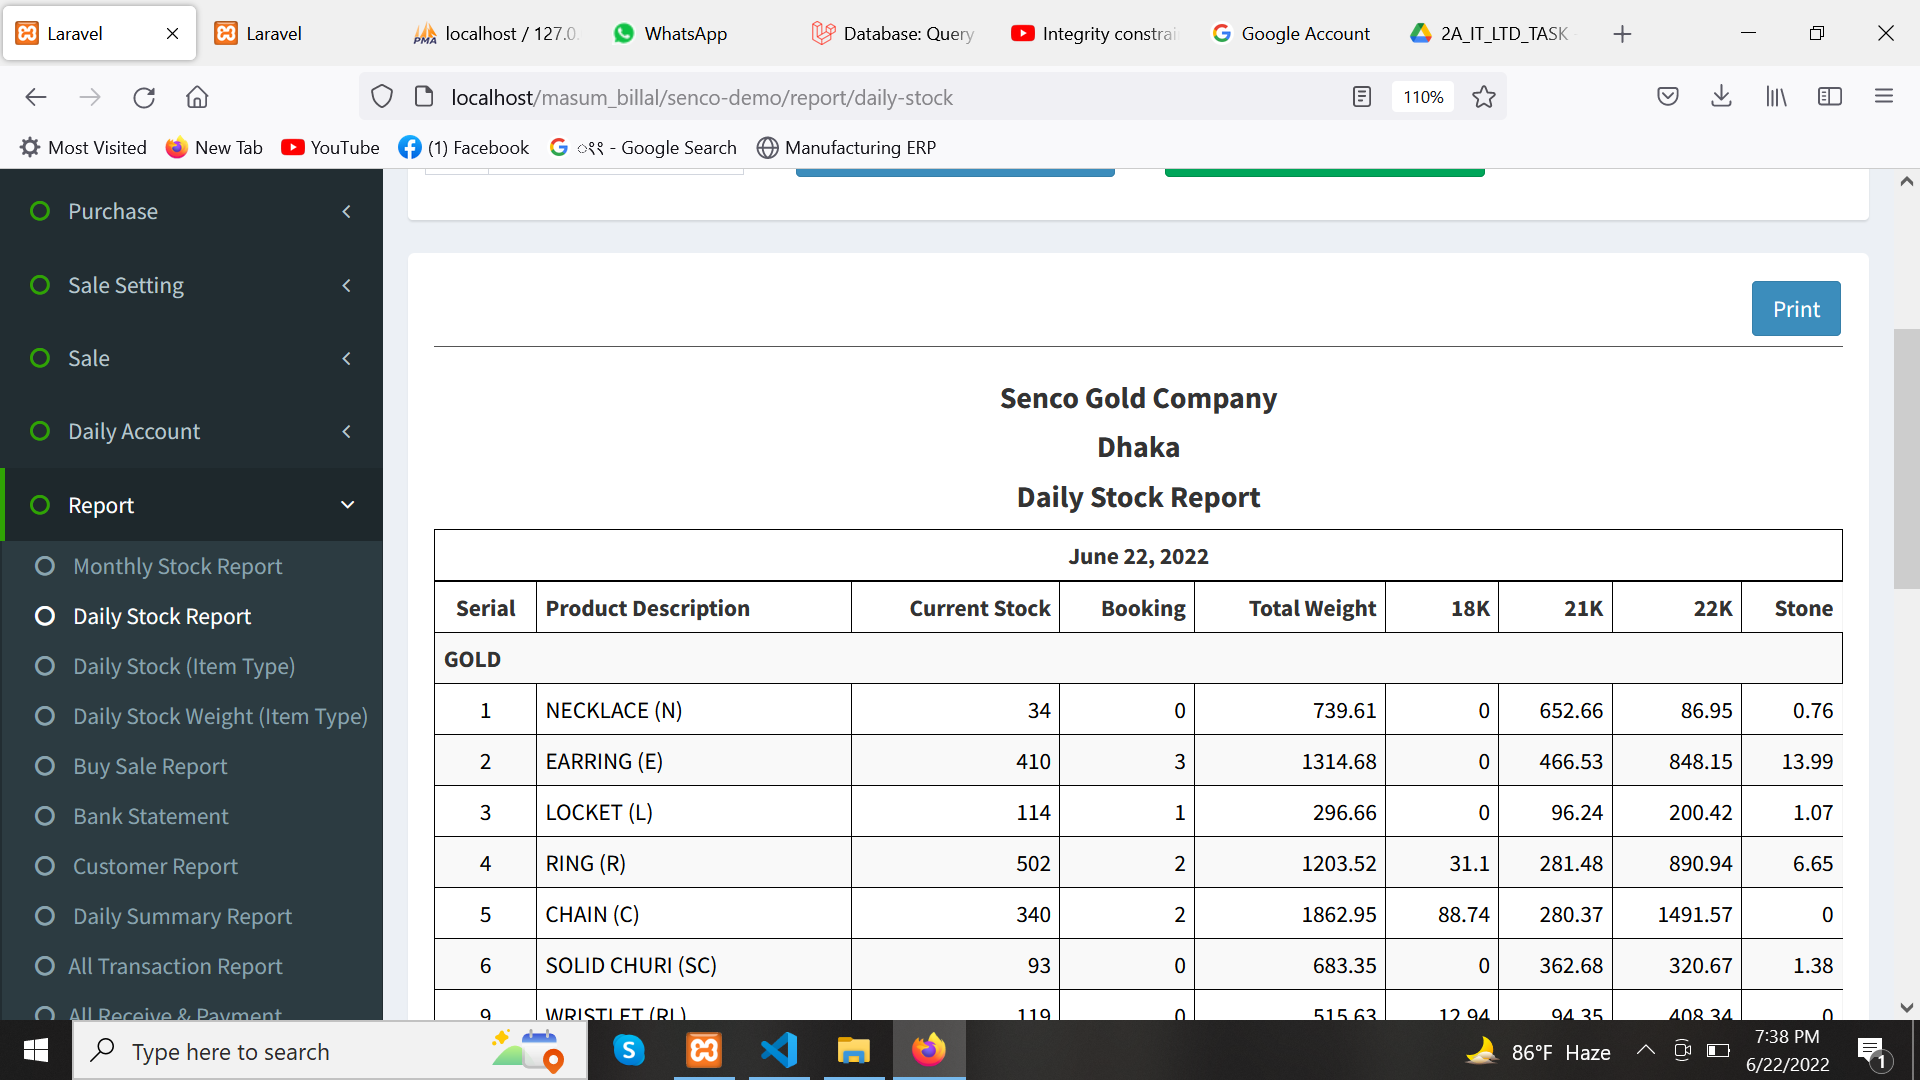 Laravel
Laravel
localhost / 127.0.
WhatsApp
Database: Query
Integrity constrai
Google Account
2A_IT_LTD_TASK
localhost/masum_billal/senco-demo/report/daily-stock
110%
Most Visited
New Tab
YouTube
(1) Facebook
- Google Search
Manufacturing ERP
Purchase
Sale Setting
Sale
Daily Account
Report
Monthly Stock Report
Daily Stock Report
Daily Stock (Item Type)
Daily Stock Weight (Item Type)
Buy Sale Report
Bank Statement
Customer Report
Daily Summary Report
All Transaction Report
All Receive & Payment
Print
Senco Gold Company
Dhaka
Daily Stock Report
June 22, 2022
Serial Product Description Current Stock Booking Total Weight 18K 21K 22K Stone
GOLD
1 NECKLACE (N) 34 0 739.61 0 652.66 86.95 0.76
2 EARRING (E) 410 3 1314.68 0 466.53 848.15 13.99
3 LOCKET (L) 114 1 296.66 0 96.24 200.42 1.07
4 RING (R) 502 2 1203.52 31.1 281.48 890.94 6.65
5 CHAIN (C) 340 2 1862.95 88.74 280.37 1491.57 0
6 SOLID CHURI (SC) 93 0 683.35 0 362.68 320.67 1.38
9 WRISTLET (RL) 119 0 515.63 12.94 94.35 408.34 0
Type here to search
86°F Haze
7:38 PM
6/22/2022
1